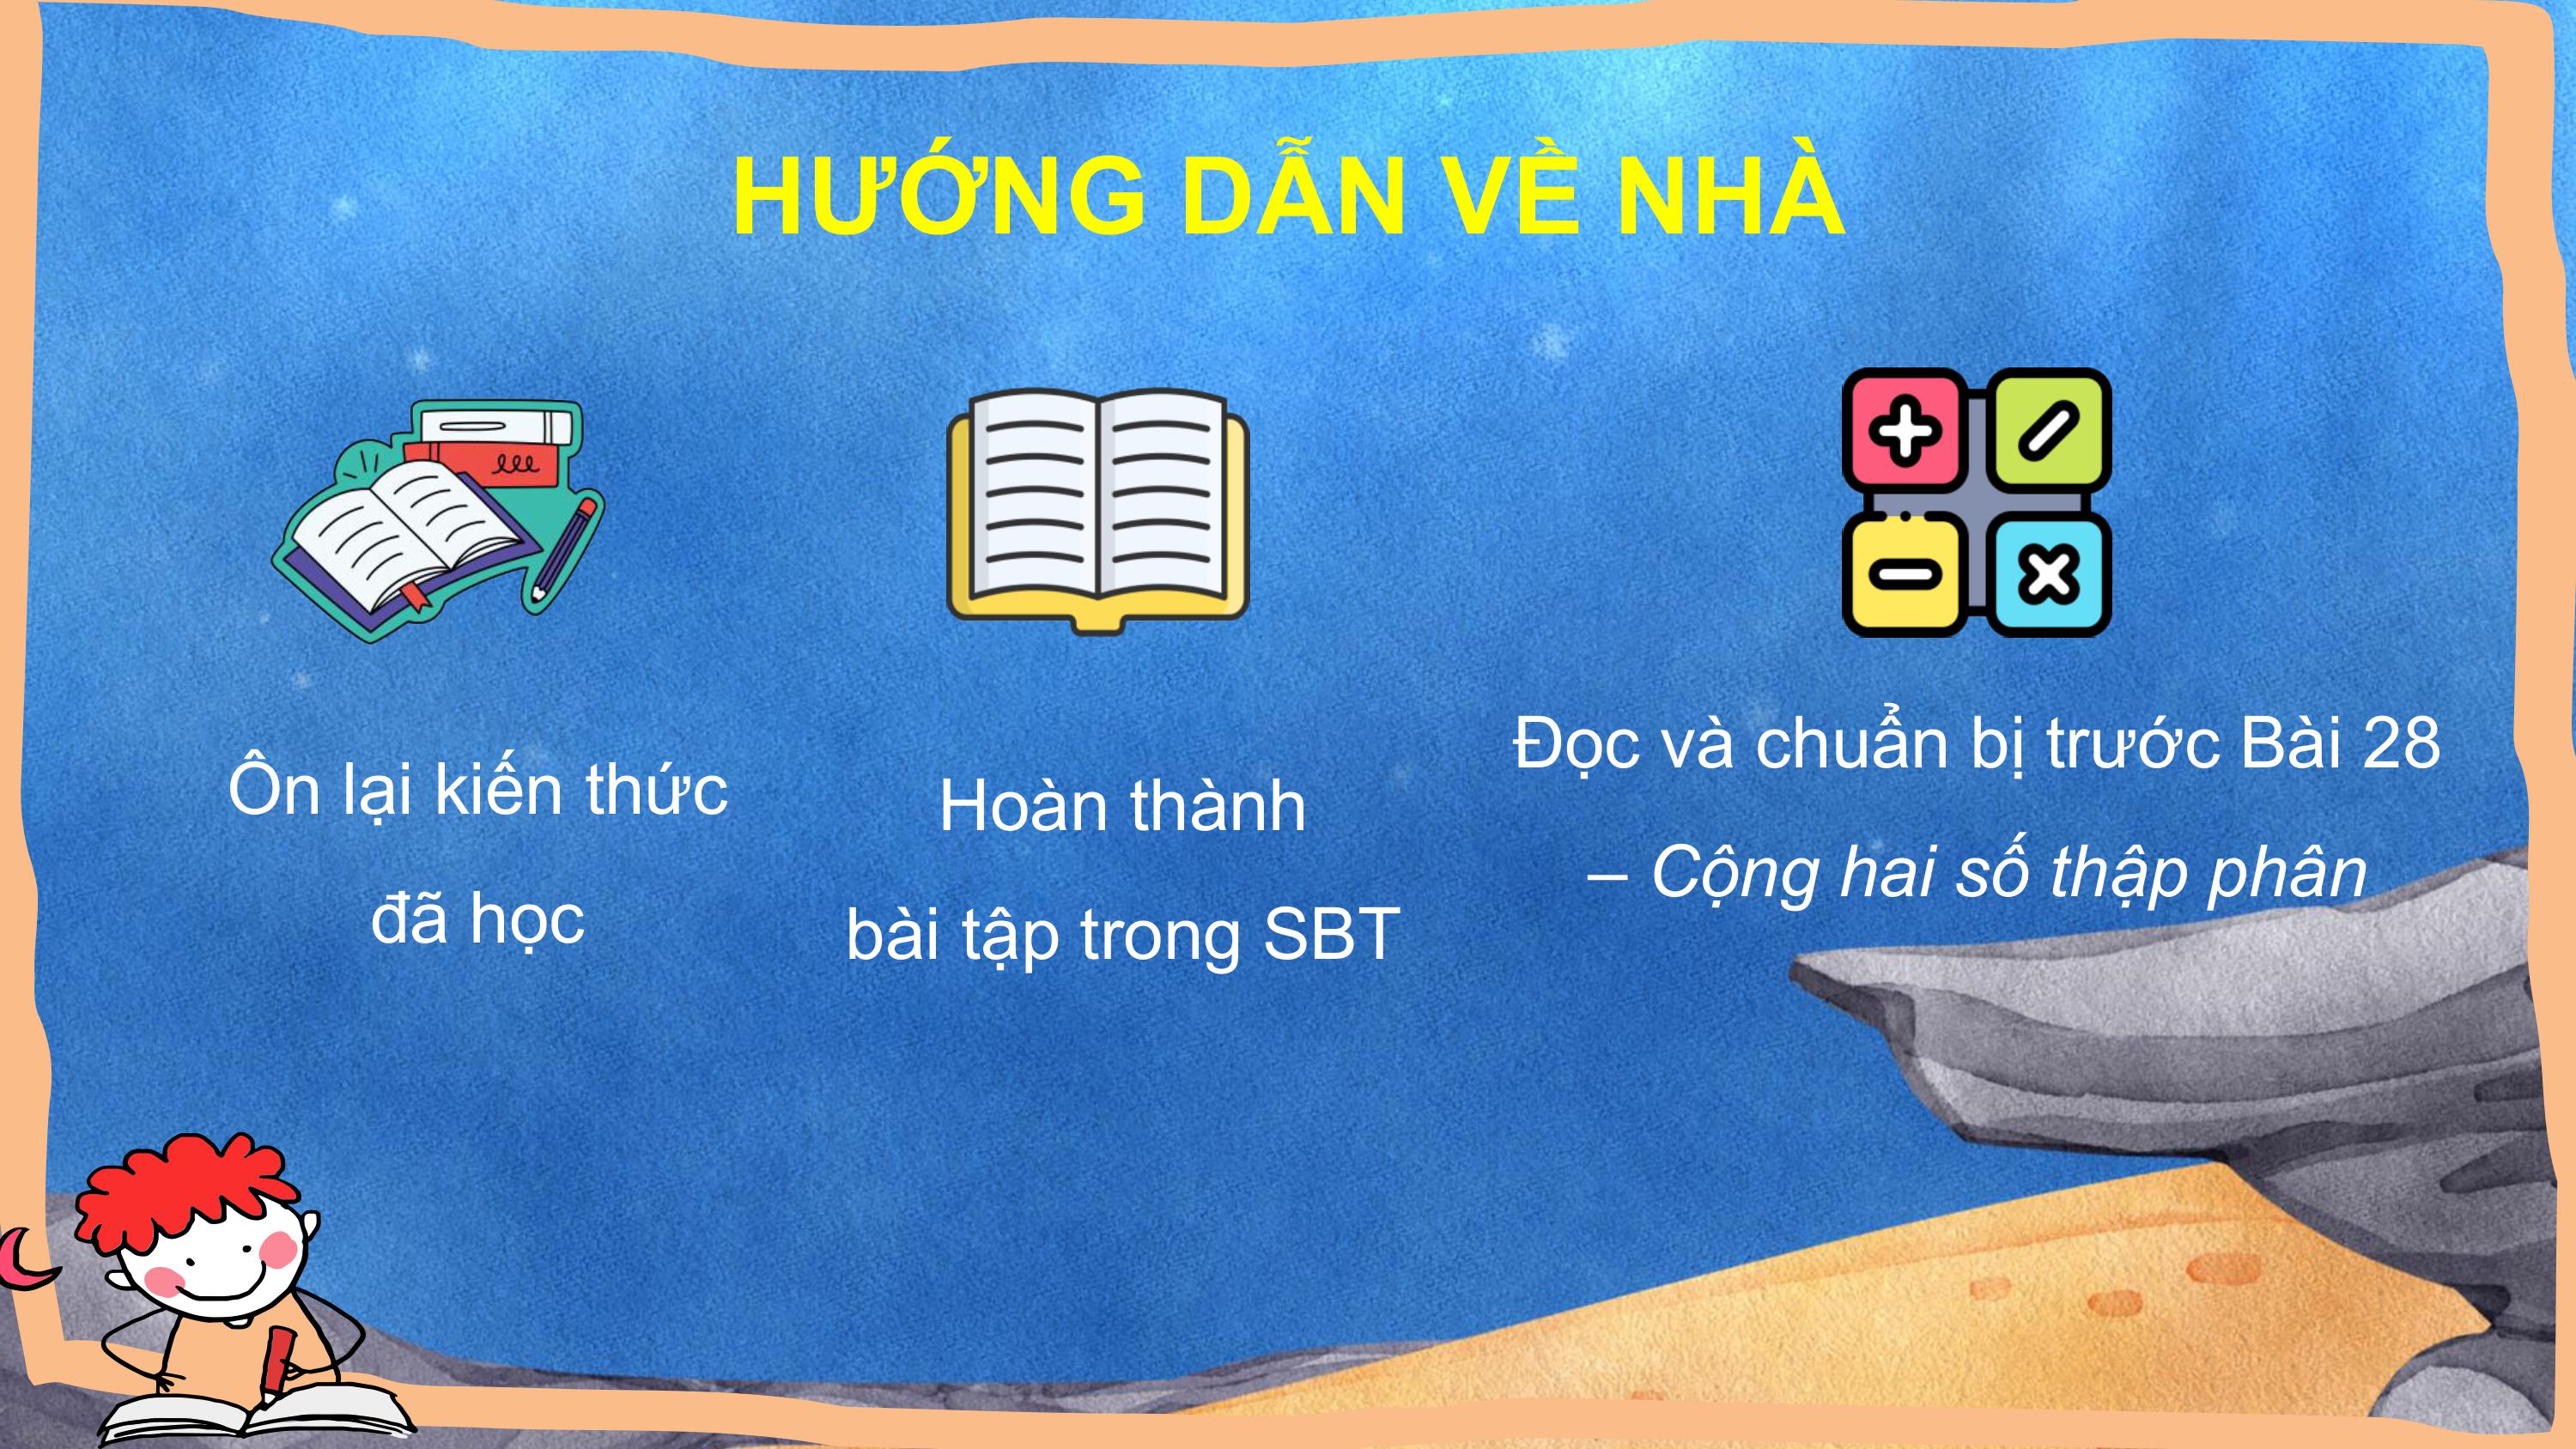 HƯỚNG DẪN VỀ NHÀ
Ôn lại kiến thức
đã học
Hoàn thành
bài tập trong SBT
Đọc và chuẩn bị trước Bài 28
– Cộng hai số thập phân